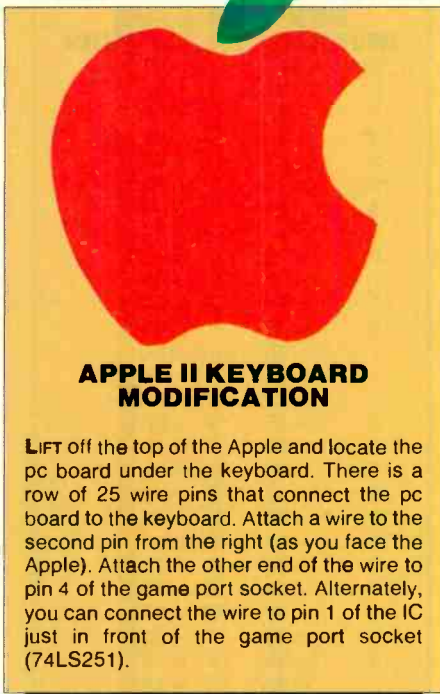 APPLE II KEYBOARD
MODIFICATION
LIFT off the top of the Apple and locate the
pc board under the keyboard. There is a
row of 25 wire pins that connect the pc
board to the keyboard. Attach a wire to the
second pin from the right (as you face the
Apple). Attach the other end of the wire to
pin 4 of the game port socket. Alternately,
you can connect the wire to pin 1 of the IC
just in front of the game port socket
(74LS251).